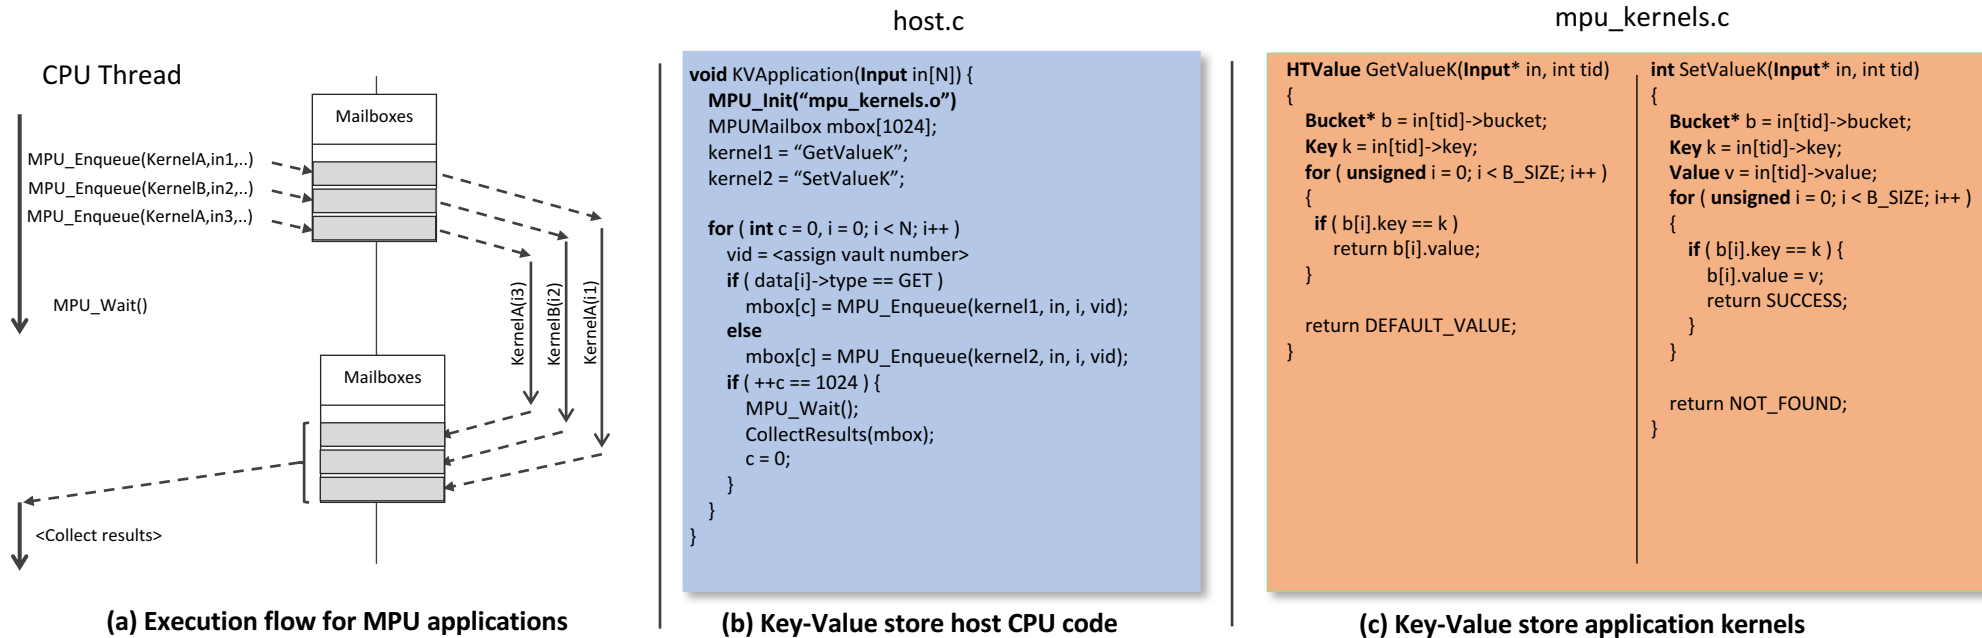 CPU Thread
Mailboxes
MPU_Enqueue(KernelA,in1,..)
MPU_Enqueue(KernelB,in2,..)
MPU_Enqueue(KernelA,in3,..)
MPU_Wait()
KernelA(i3)
KernelB(i2)
KernelA(i1)
Mailboxes
<Collect results>
(a) Execution flow for MPU applications
host.c
void KVApplication(Input in[N]) {
MPU_Init(“mpu_kernels.o”)
MPUMailbox mbox[1024];
kernel1 = “GetValueK”;
kernel2 = “SetValueK”;
for ( int c = 0, i = 0; i < N; i++ )
vid = <assign vault number>
if ( data[i]->type == GET )
mbox[c] = MPU_Enqueue(kernel1, in, i, vid);
else
mbox[c] = MPU_Enqueue(kernel2, in, i, vid);
if ( ++c == 1024 ) {
MPU_Wait();
CollectResults(mbox);
c = 0;
}
}
}
(b) Key-Value store host CPU code
mpu_kernels.c
HTValue GetValueK(Input* in, int tid)
{
Bucket* b = in[tid]->bucket;
Key k = in[tid]->key;
for ( unsigned i = 0; i < B_SIZE; i++ )
{
if ( b[i].key == k )
return b[i].value;
}
return DEFAULT_VALUE;
}
int SetValueK(Input* in, int tid)
{
Bucket* b = in[tid]->bucket;
Key k = in[tid]->key;
Value v = in[tid]->value;
for ( unsigned i = 0; i < B_SIZE; i++ )
{
if ( b[i].key == k ) {
b[i].value = v;
return SUCCESS;
}
}
return NOT_FOUND;
}
(c) Key-Value store application kernels